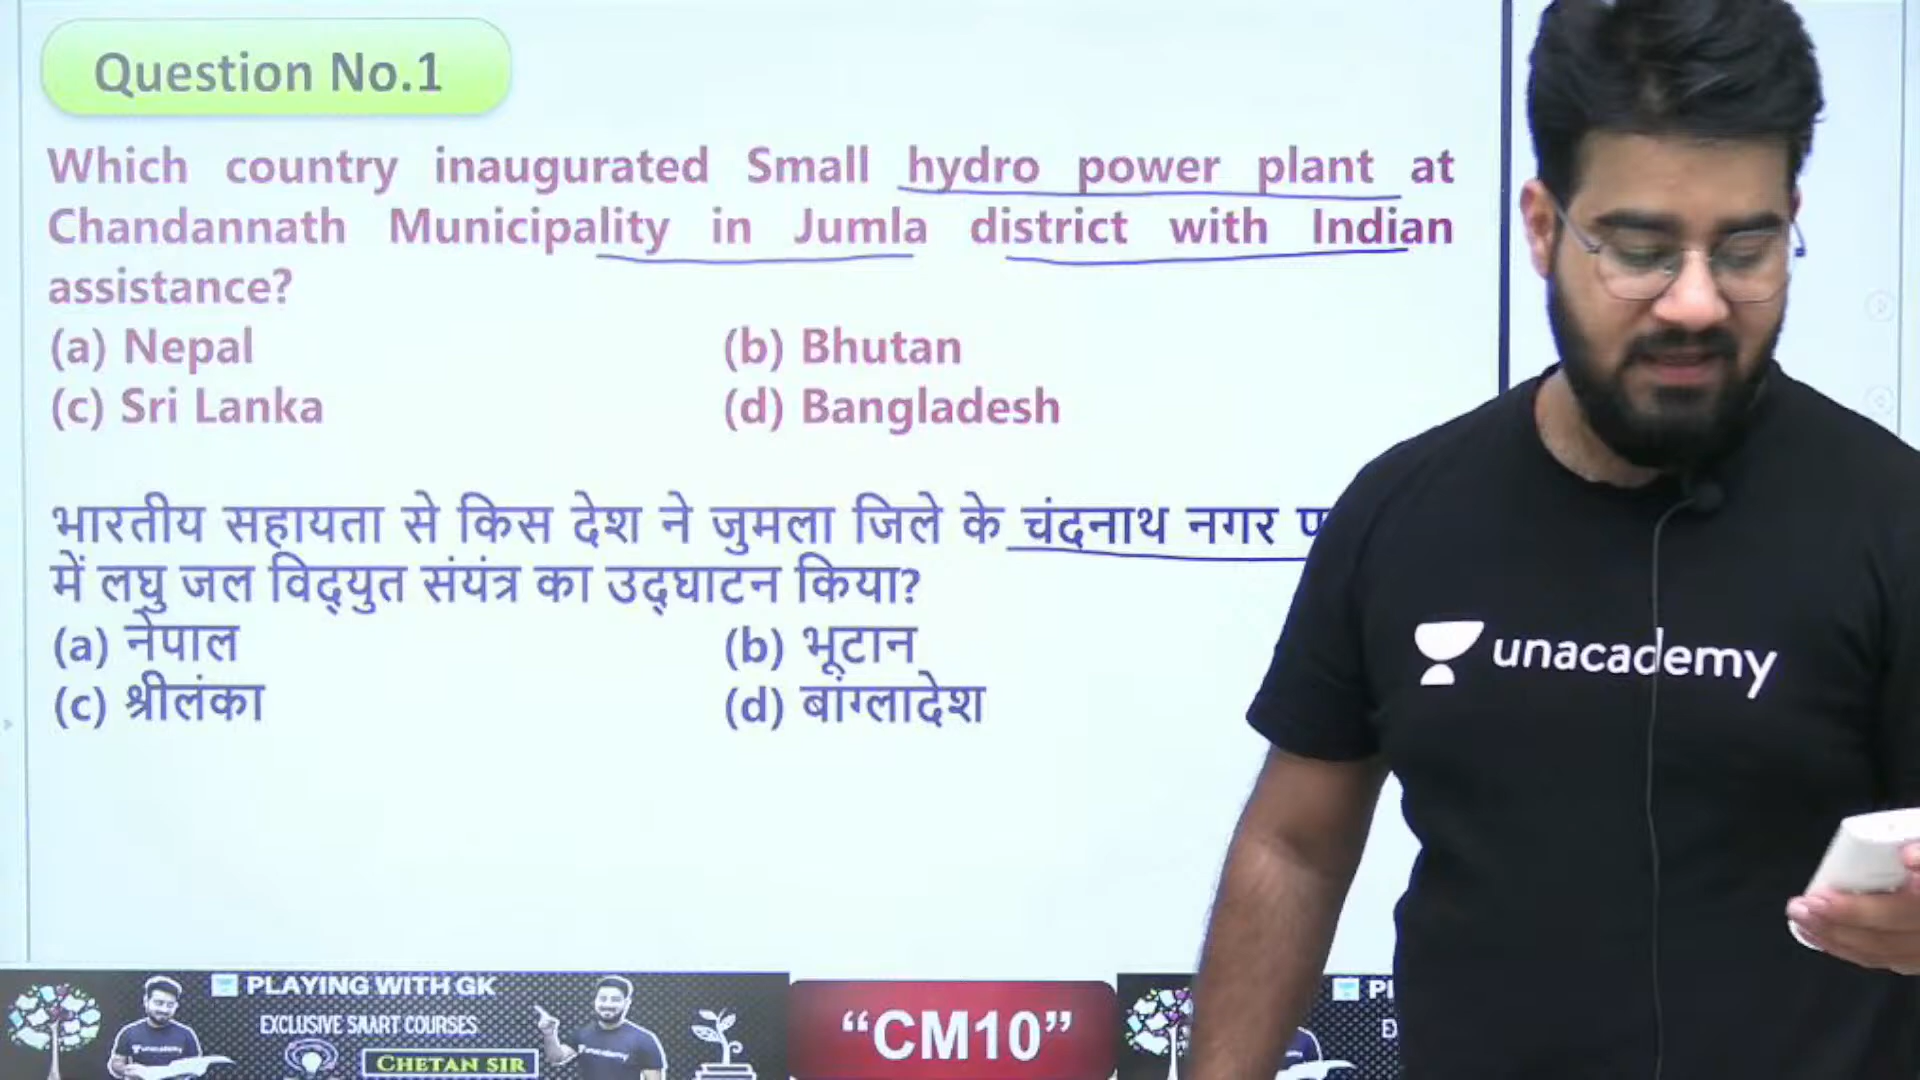 Question No.1
Which country inaugurated Small hydro power plant at
Chandannath Municipality in Jumla district with Indian
assistance?
(a) Nepal (b) Bhutan
(c) Sri Lanka (d) Bangladesh
भारतीय सहायता से किस देश ने जुमला जिले के चंदनाथ नगर
में लघु जल विद्युत संयंत्र का उद्घाटन किया?
(a) नेपाल (b) भूटान
(c) श्रीलंका (d) बांग्लादेश
unacademy
PLAYING WITH GK
EXCLUSIVE SMART COURSES
unacademy
unacademy
CHETAN SIR
“CM10”